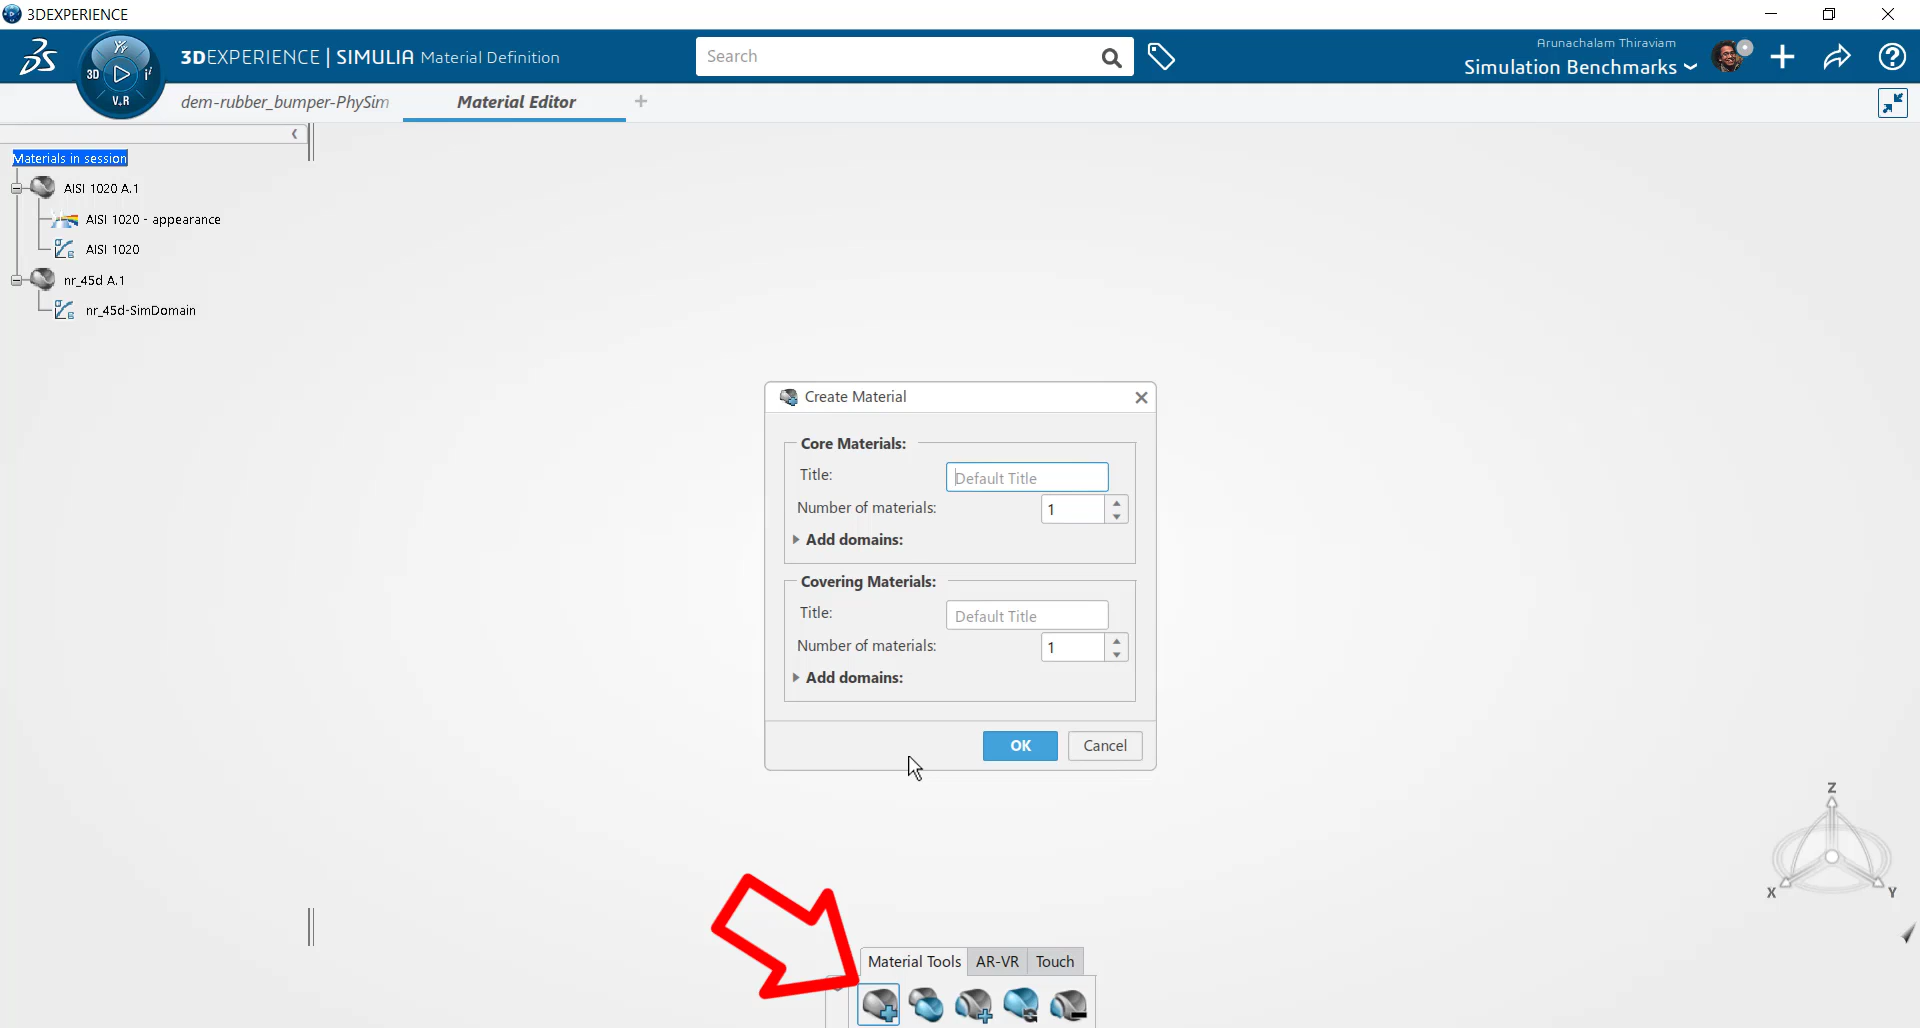 3DEXPERIENCE
3DEXPERIENCE | SIMULIA Material Definition
Search
Arunachalam Thiraviam
Simulation Benchmarks
3D
V.R
dem-rubber_bumper-PhySim
Material Editor
Materials in session
AISI 1020 A.1
AISI 1020 - appearance
AISI 1020
nr_45d A.1
nr_45d-SimDomain
Create Material
Core Materials:
Title:
Default Title
Number of materials:
1
Add domains:
Covering Materials:
Title:
Default Title
Number of materials:
1
Add domains:
OK
Cancel
Z
X
Y
Material Tools
AR-VR
Touch